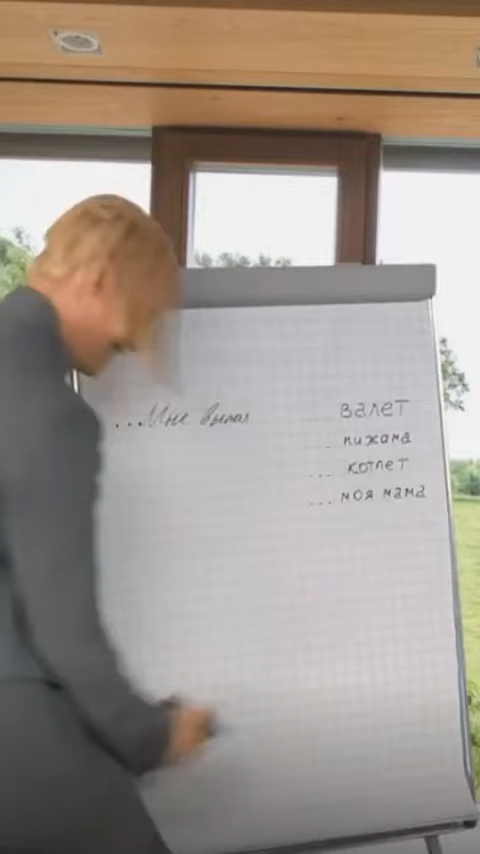 ...Мне выпал ... валет
... пижама
... котлет
... моя мама